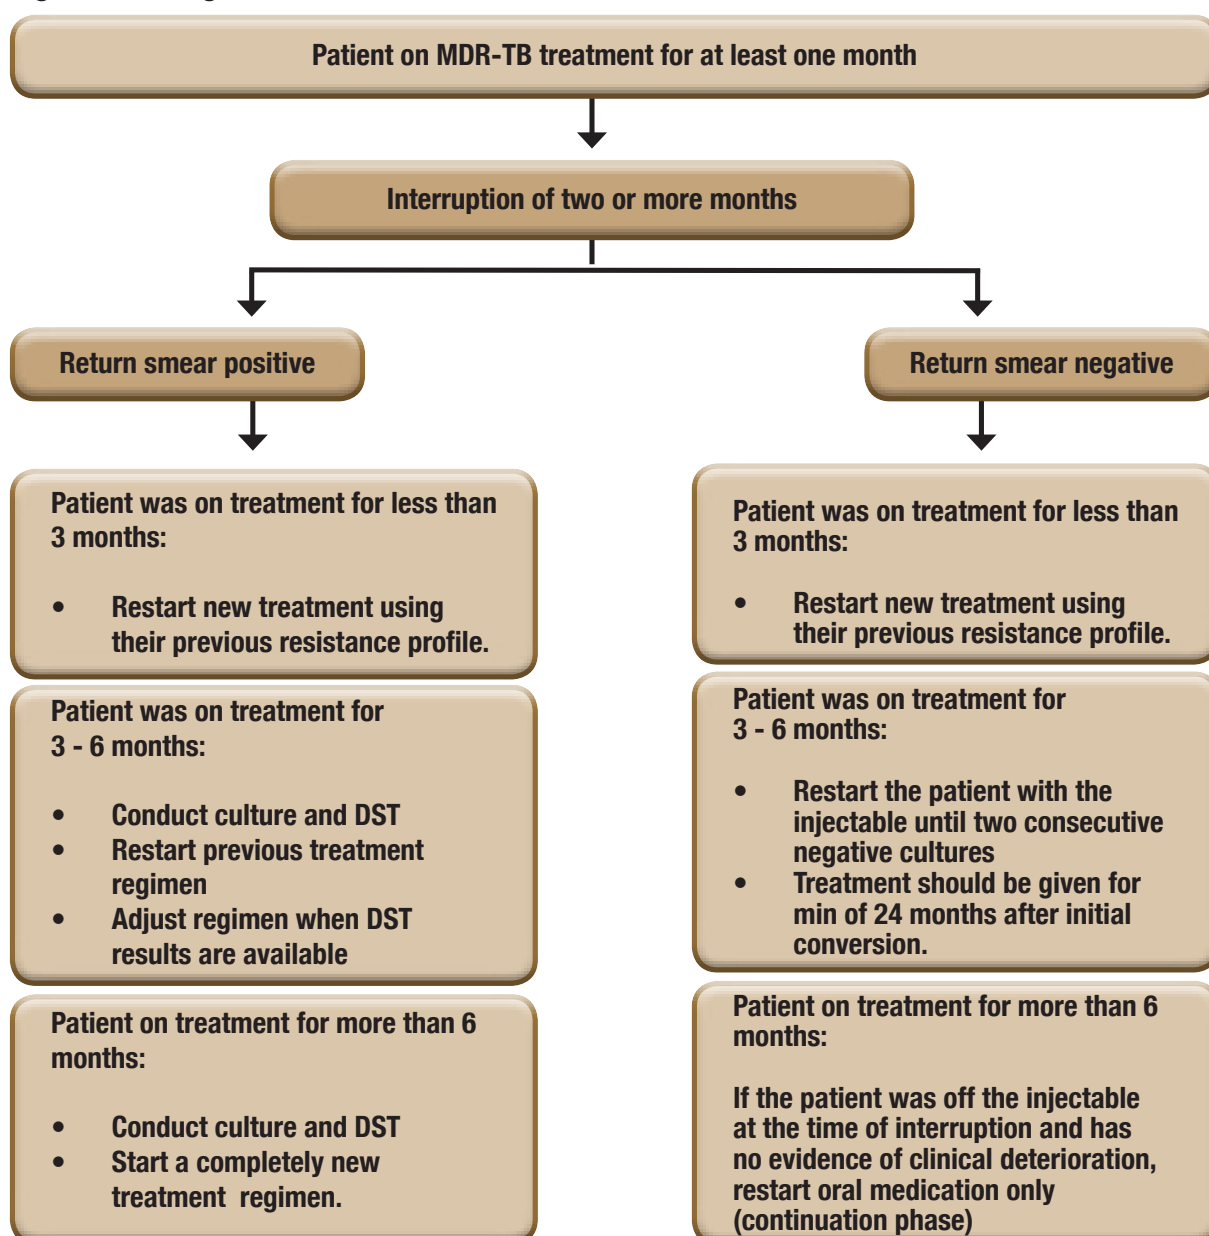 Patient on MDR-TB treatment for at least one month
Interruption of two or more months
Return smear positive
Return smear negative
Patient was on treatment for less than
3 months:
• Restart new treatment using
their previous resistance profile.
Patient was on treatment for
3 - 6 months:
• Conduct culture and DST
• Restart previous treatment
regimen
• Adjust regimen when DST
results are available
Patient on treatment for more than 6
months:
• Conduct culture and DST
• Start a completely new
treatment regimen.
Patient was on treatment for less than
3 months:
• Restart new treatment using
their previous resistance profile.
Patient was on treatment for
3 - 6 months:
• Restart the patient with the
injectable until two consecutive
negative cultures
• Treatment should be given for
min of 24 months after initial
conversion.
Patient on treatment for more than 6
months:
If the patient was off the injectable
at the time of interruption and has
no evidence of clinical deterioration,
restart oral medication only
(continuation phase)